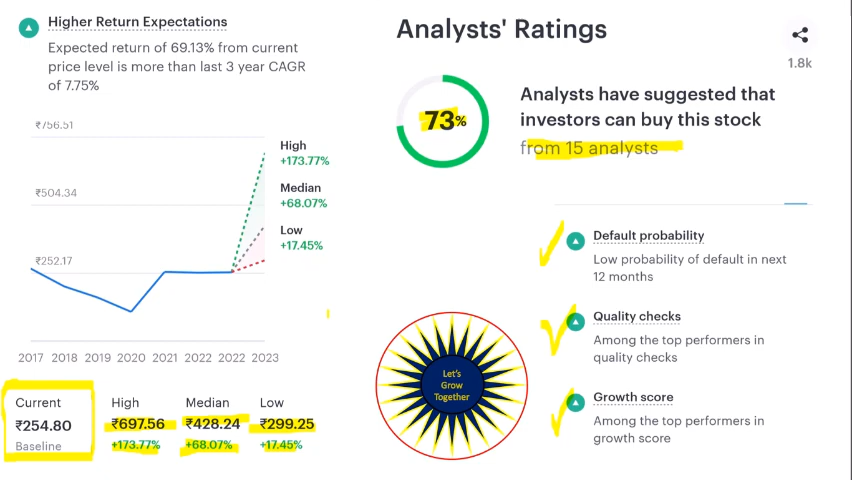 Higher Return Expectations
Expected return of 69.13% from current
price level is more than last 3 year CAGR
of 7.75%
₹756.51
High
+173.77%
Median
+68.07%
₹504.34
Low
+17.45%
₹252.17
2017 2018 2019 2020 2021 2022 2022 2023
Current High Median Low
₹254.80 ₹697.56 ₹428.24 ₹299.25
Baseline +173.77% +68.07% +17.45%
Analysts' Ratings
1.8k
73%
Analysts have suggested that
investors can buy this stock
from 15 analysts
Default probability
Low probability of default in next
12 months
Quality checks
Among the top performers in
quality checks
Growth score
Among the top performers in
growth score
Let's
Grow
Together